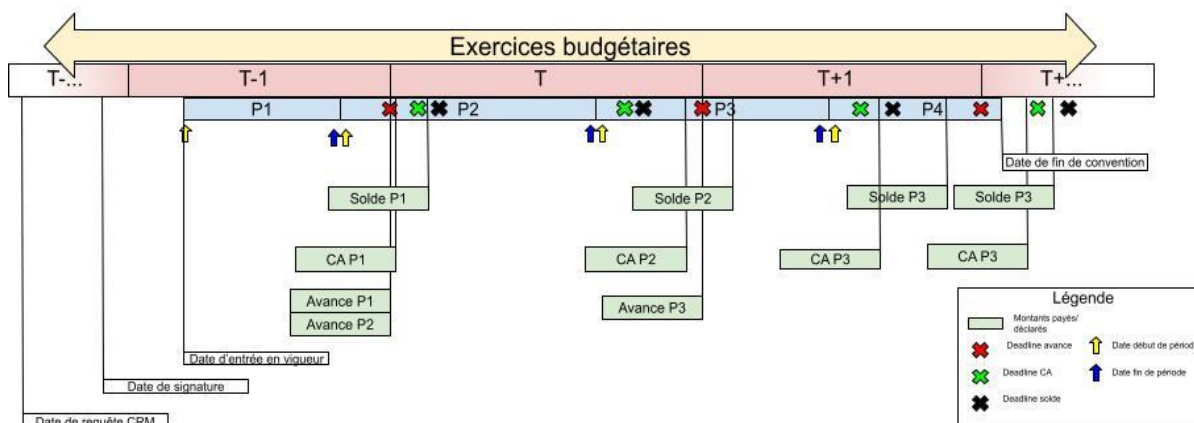 Exercices budgétaires
T-...
T-1
T
T+1
T+...
P1
P2
P3
P4
Date de fin de convention
Solde P1
Solde P2
Solde P3
Solde P3
CA P1
CA P2
CA P3
CA P3
Avance P1
Avance P3
Avance P2
Date d'entrée en vigueur
Date de signature
Date de requête CRM
Légende
Montants payés/
déclarés
Deadline avance
Date début de période
Deadline CA
Date fin de période
Deadline solde